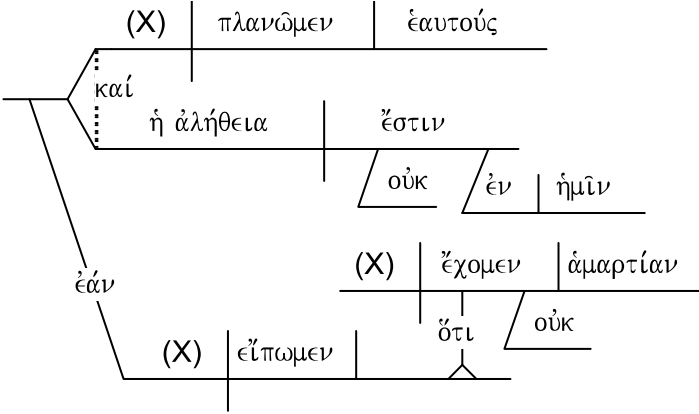 (X) πλανῶμεν ἑαυτούς
καί
ἡ ἀλήθεια ἔστιν
οὐκ ἐν ἡμῖν
(X) ἔχομεν ἁμαρτίαν
ἐάν
ὅτι οὐκ
(X) εἴπωμεν